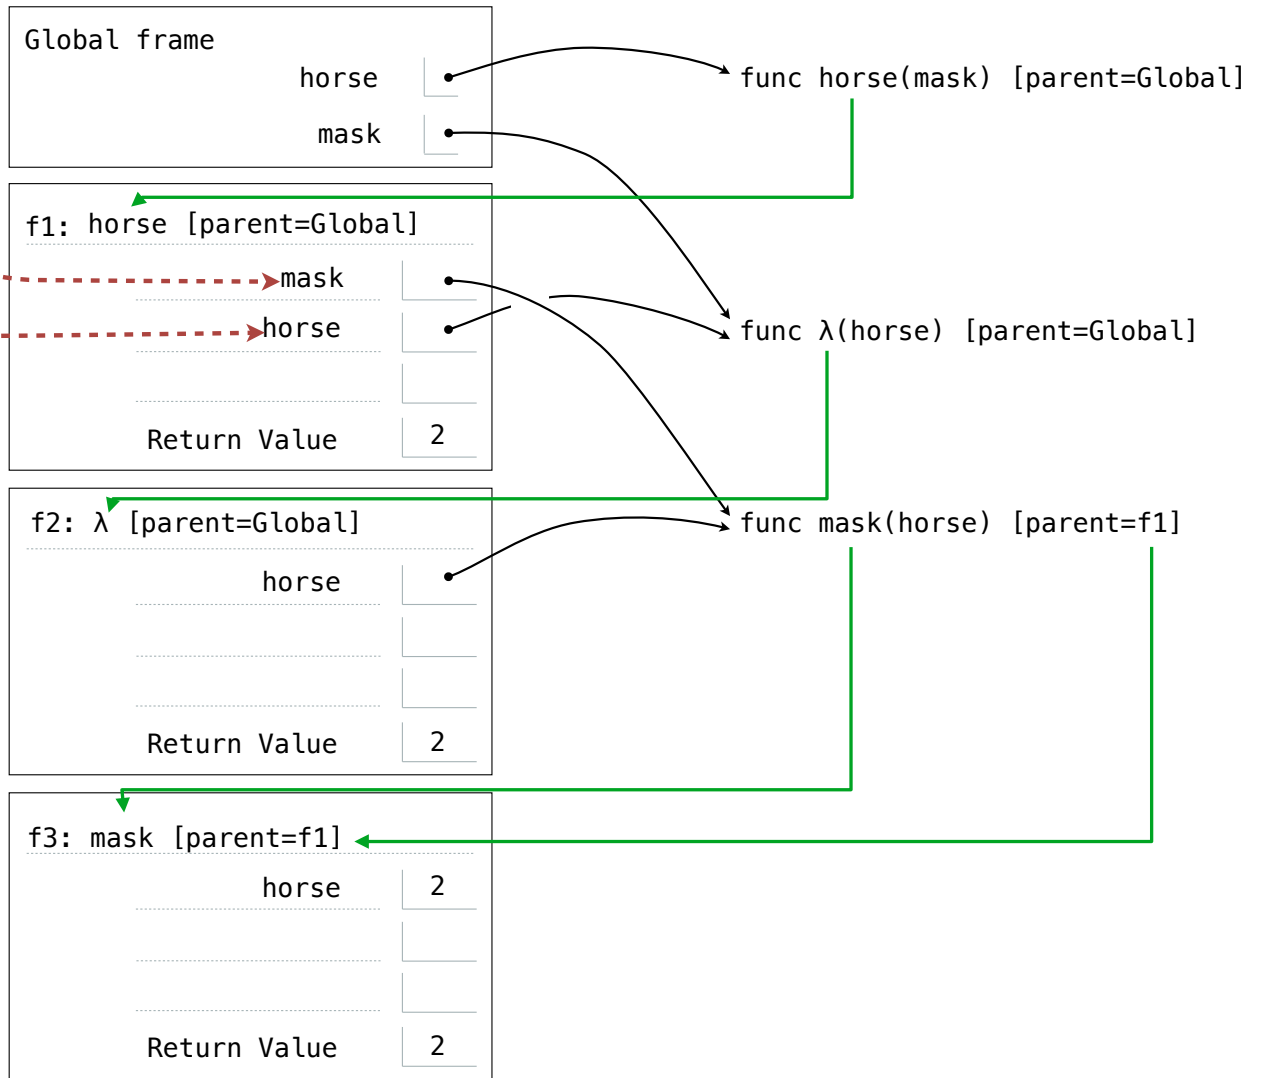 Global frame
horse
func horse(mask) [parent=Global]
mask
f1: horse [parent=Global]
mask
horse
func λ(horse) [parent=Global]
Return Value 2
f2: λ [parent=Global]
func mask(horse) [parent=f1]
horse
Return Value 2
f3: mask [parent=f1]
horse 2
Return Value 2